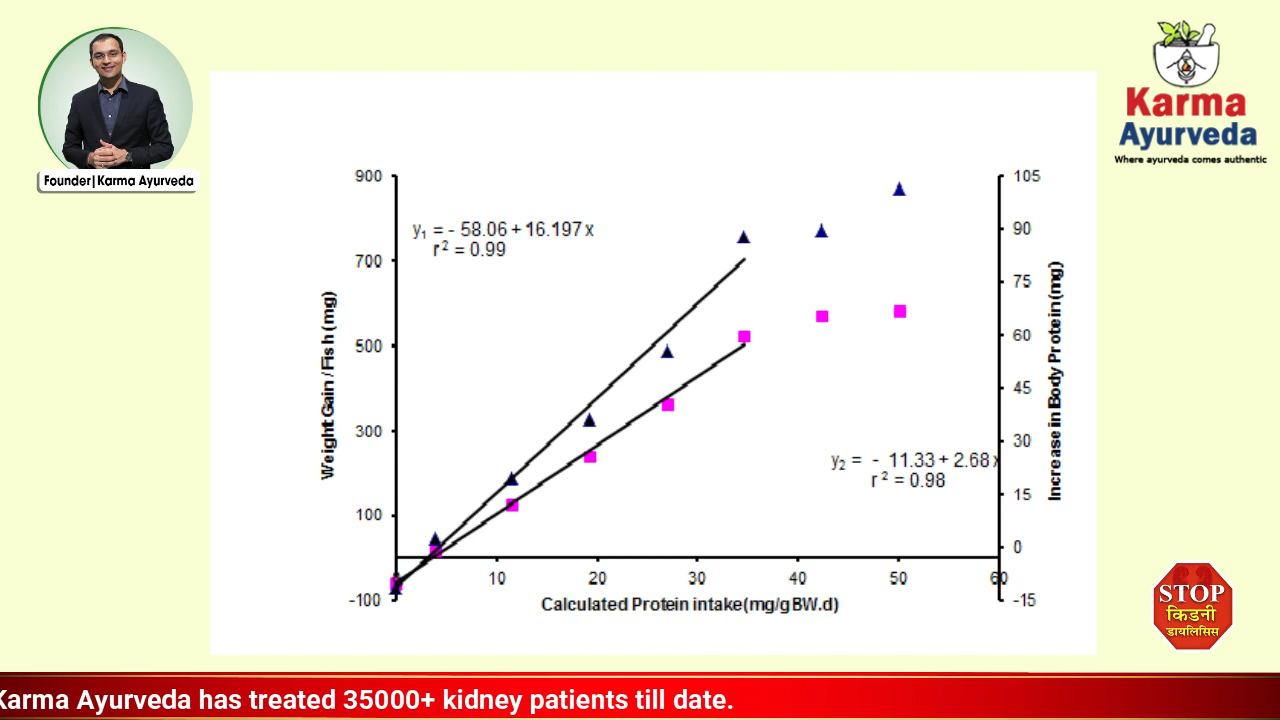 Founder|Karma Ayurveda
Karma
Ayurveda
Where ayurveda comes authentic
y₁ = - 58.06 + 16.197 x
r² = 0.99
900
700
500
300
100
-100
Weight Gain / Fish (mg)
105
90
75
60
45
30
15
0
-15
Increase in Body Protein (mg)
y₂ = - 11.33 + 2.68 x
r² = 0.98
10 20 30 40 50 60
Calculated Protein intake(mg/gBW.d)
STOP
किडनी
डायलिसिस
Karma Ayurveda has treated 35000+ kidney patients till date.